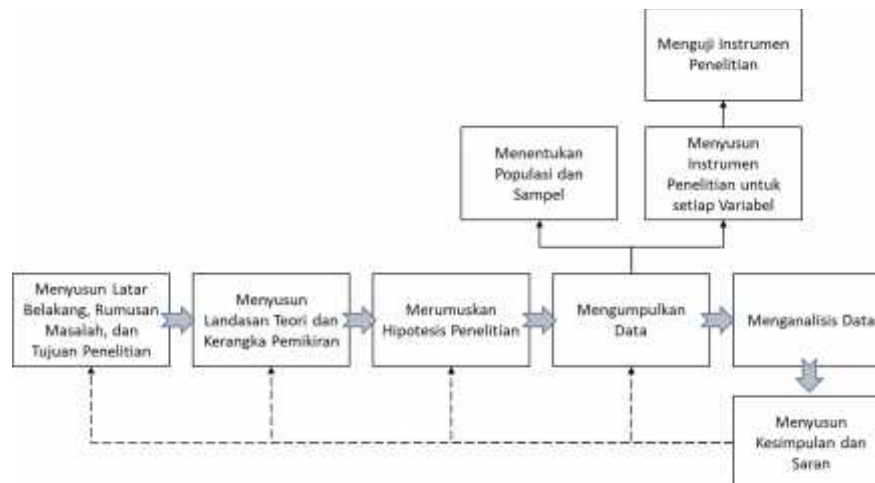 Menguji Instrumen
Penelitian
Menentukan
Populasi dan
Sampel
Menyusun
Instrumen
Penelitian untuk
setiap Variabel
Menyusun Latar
Belakang, Rumusan
Masalah, dan
Tujuan Penelitian
Menyusun
Landasan Teori dan
Kerangka Pemikiran
Merumuskan
Hipotesis Penelitian
Mengumpulkan
Data
Menganalisis Data
Menyusun
Kesimpulan dan
Saran